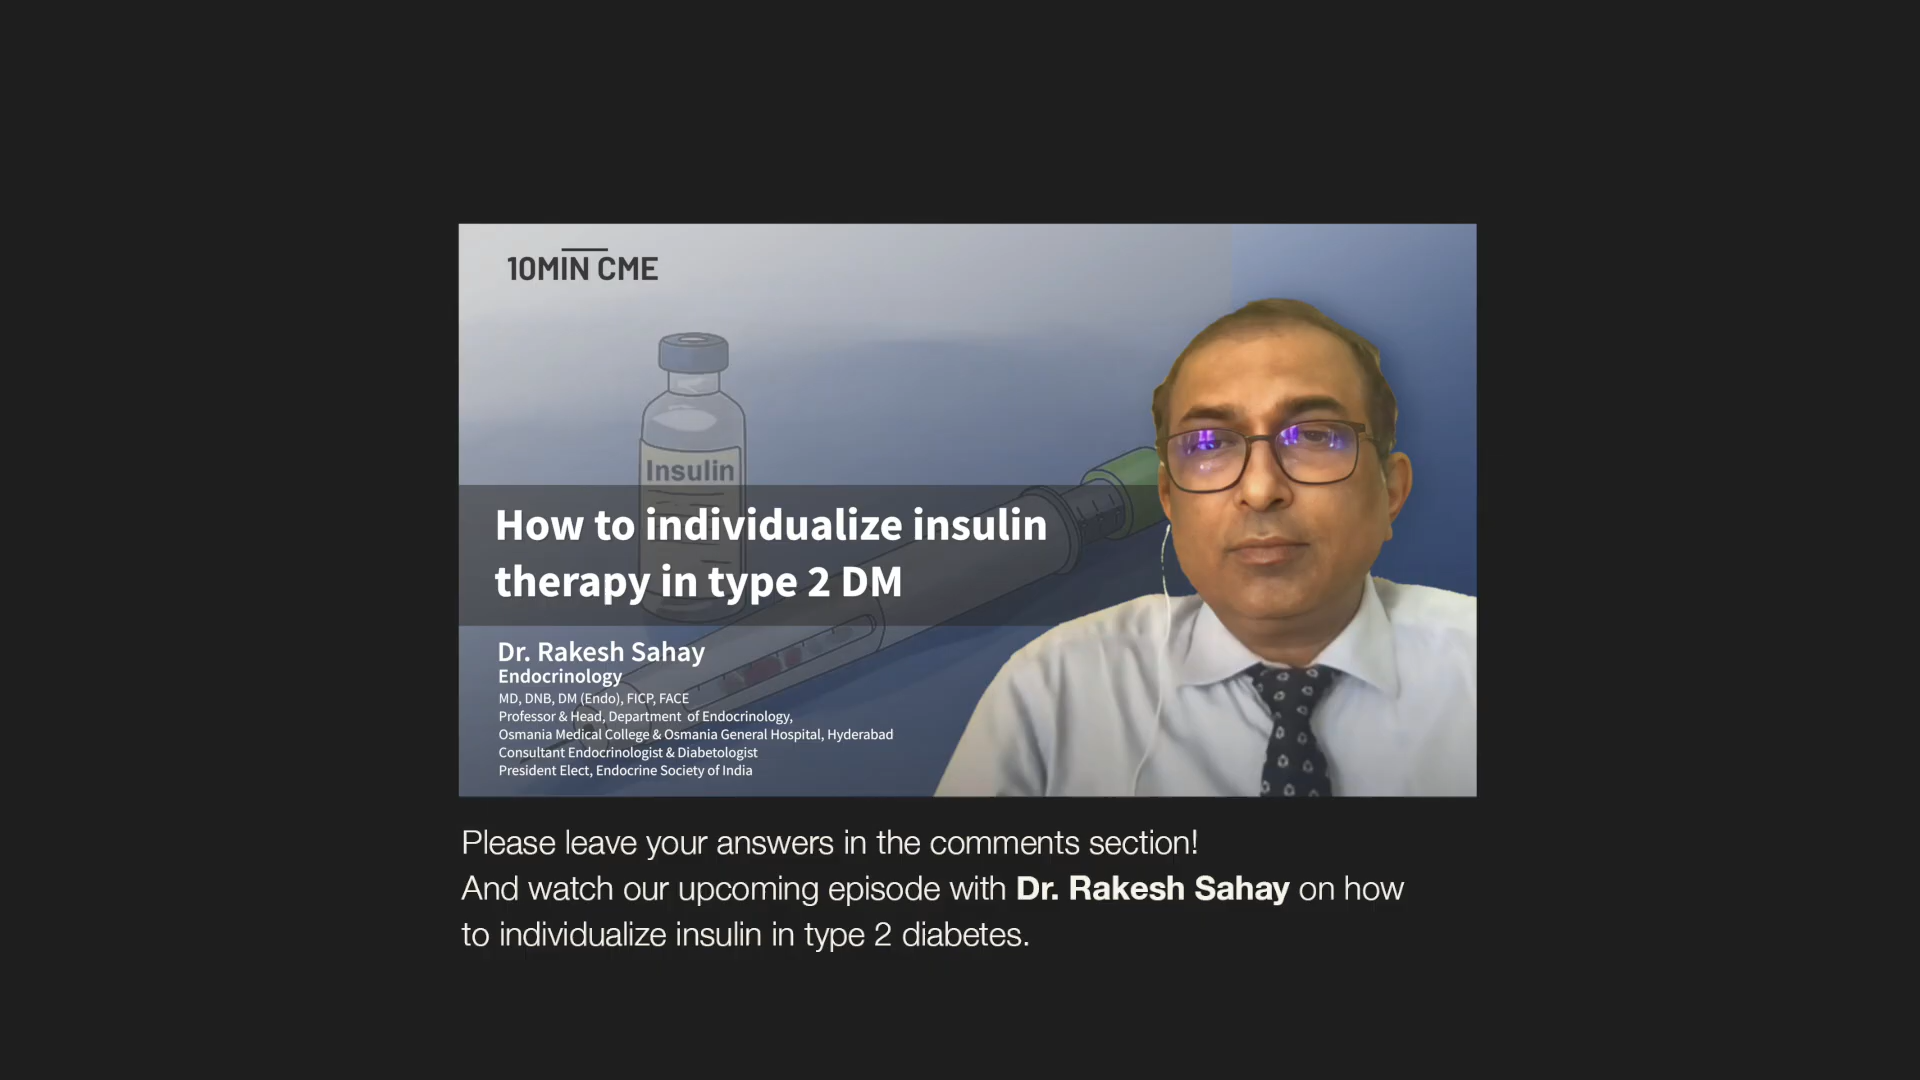 10MIN CME
Insulin
How to individualize insulin
therapy in type 2 DM
Dr. Rakesh Sahay
Endocrinology
MD, DNB, DM (Endo), FICP, FACE
Professor & Head, Department of Endocrinology,
Osmania Medical College & Osmania General Hospital, Hyderabad
Consultant Endocrinologist & Diabetologist
President Elect, Endocrine Society of India
Please leave your answers in the comments section!
And watch our upcoming episode with Dr. Rakesh Sahay on how
to individualize insulin in type 2 diabetes.